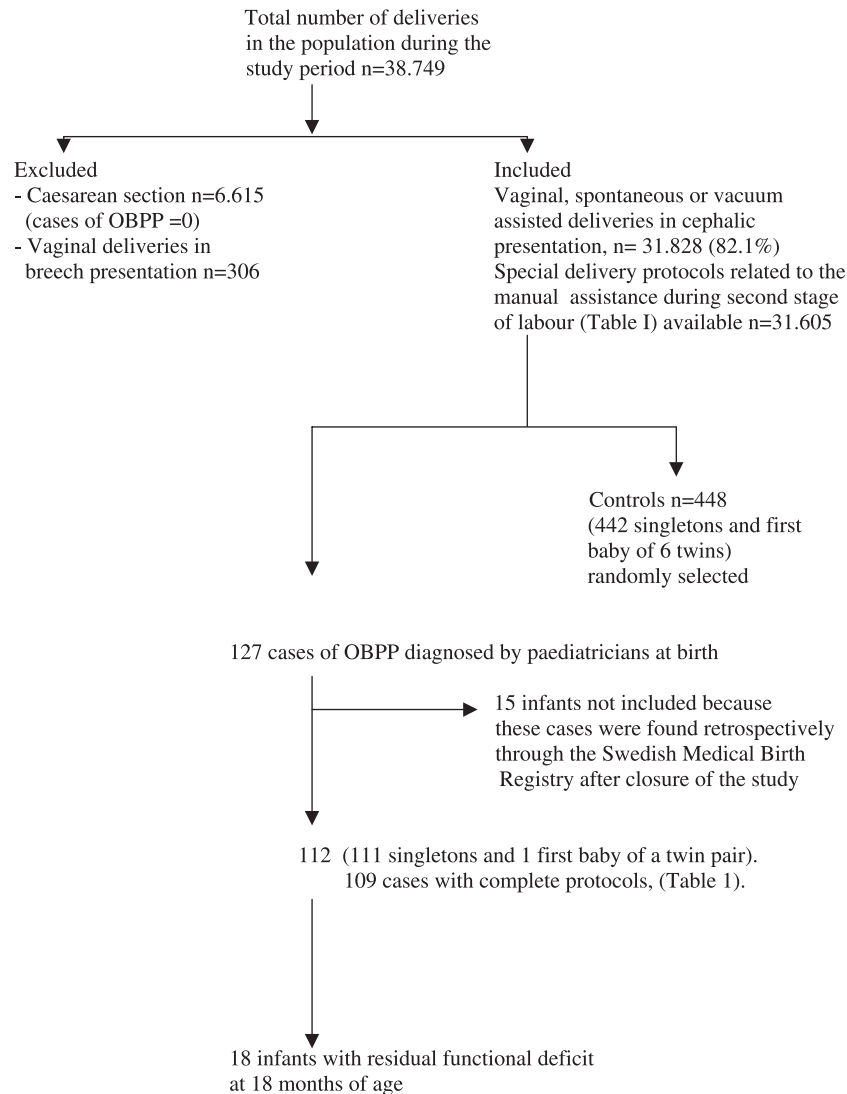 Total number of deliveries
in the population during the
study period n=38.749
Excluded
- Caesarean section n=6.615
(cases of OBPP =0)
- Vaginal deliveries in
breech presentation n=306
Included
Vaginal, spontaneous or vacuum
assisted deliveries in cephalic
presentation, n= 31.828 (82.1%)
Special delivery protocols related to the
manual assistance during second stage
of labour (Table I) available n=31.605
Controls n=448
(442 singletons and first
baby of 6 twins)
randomly selected
127 cases of OBPP diagnosed by paediatricians at birth
15 infants not included because
these cases were found retrospectively
through the Swedish Medical Birth
Registry after closure of the study
112 (111 singletons and 1 first baby of a twin pair).
109 cases with complete protocols, (Table 1).
18 infants with residual functional deficit
at 18 months of age